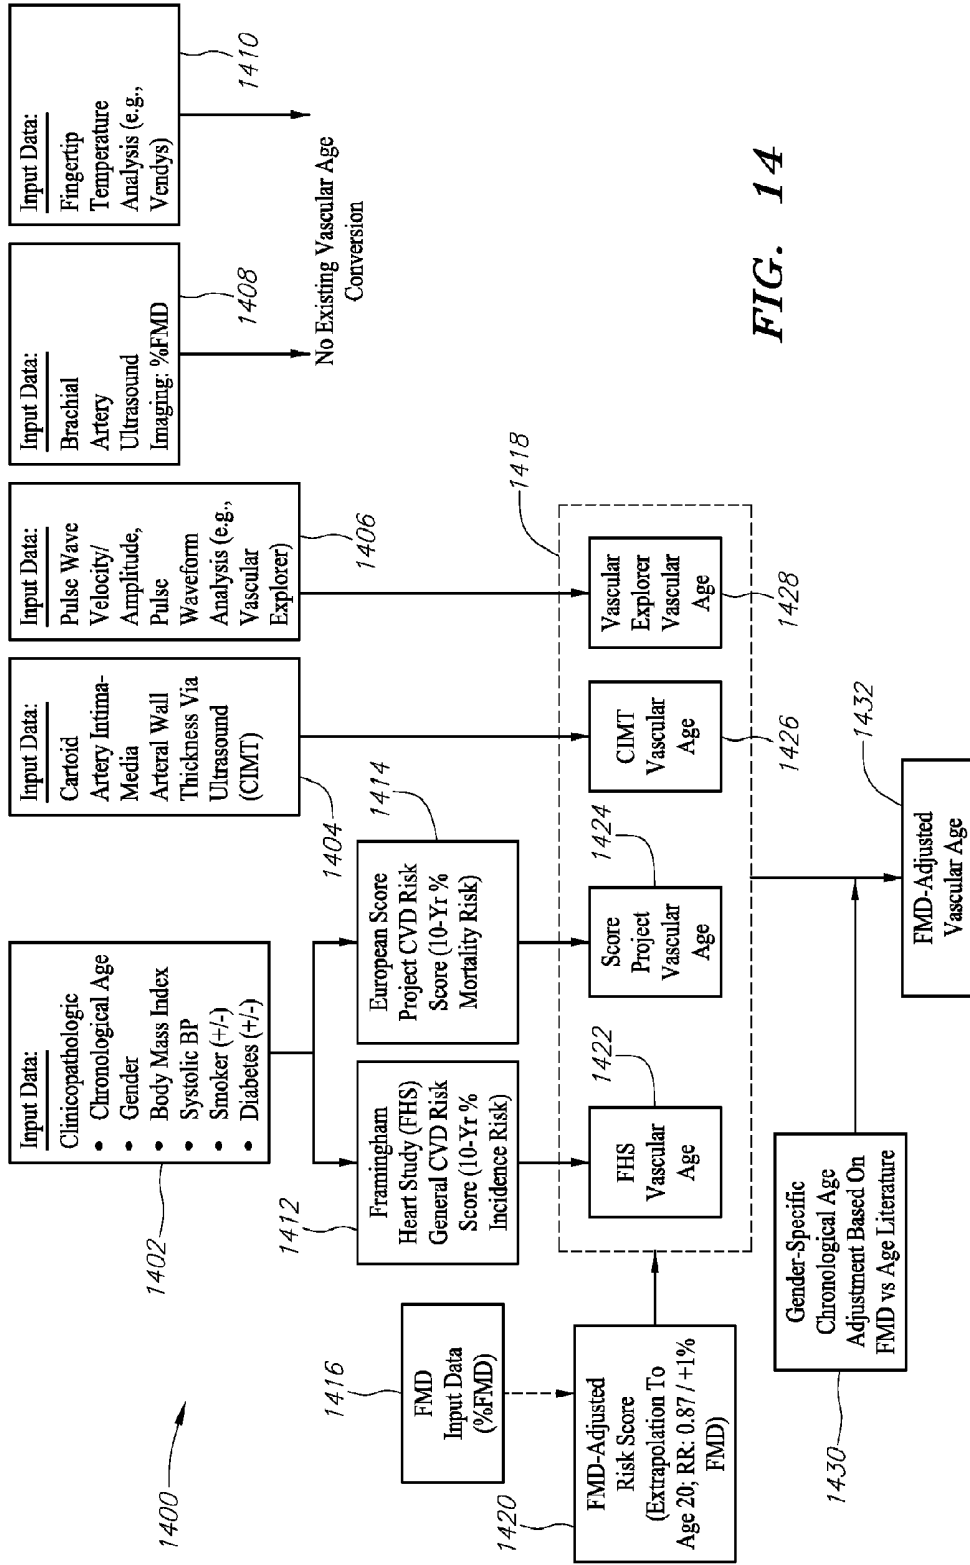 1400
Input Data:
Clinicopathologic
• Chronological Age
• Gender
• Body Mass Index
• Systolic BP
• Smoker (+/-)
• Diabetes (+/-)
1402
Input Data:
Cartoid
Artery Intima-
Media
Arteral Wall
Thickness Via
Ultrasound
(CIMT)
1404
Input Data:
Pulse Wave
Velocity/
Amplitude,
Pulse
Waveform
Analysis (e.g.,
Vascular
Explorer)
1406
Input Data:
Brachial
Artery
Ultrasound
Imaging: %FMD
1408
Input Data:
Fingertip
Temperature
Analysis (e.g.,
Vendys)
1410
No Existing Vascular Age
Conversion
1412
Framingham
Heart Study (FHS)
General CVD Risk
Score (10-Yr %
Incidence Risk)
European Score
Project CVD Risk
Score (10-Yr %
Mortality Risk)
1414
1416
FMD
Input Data
(%FMD)
1418
1420
FMD-Adjusted
Risk Score
(Extrapolation To
Age 20; RR: 0.87 / +1%
FMD)
FHS
Vascular
Age
1422
Score
Project
Vascular
Age
1424
CIMT
Vascular
Age
1426
Vascular
Explorer
Vascular
Age
1428
Gender-Specific
Chronological Age
Adjustment Based On
FMD vs Age Literature
1430
FMD-Adjusted
Vascular Age
1432
FIG. 14